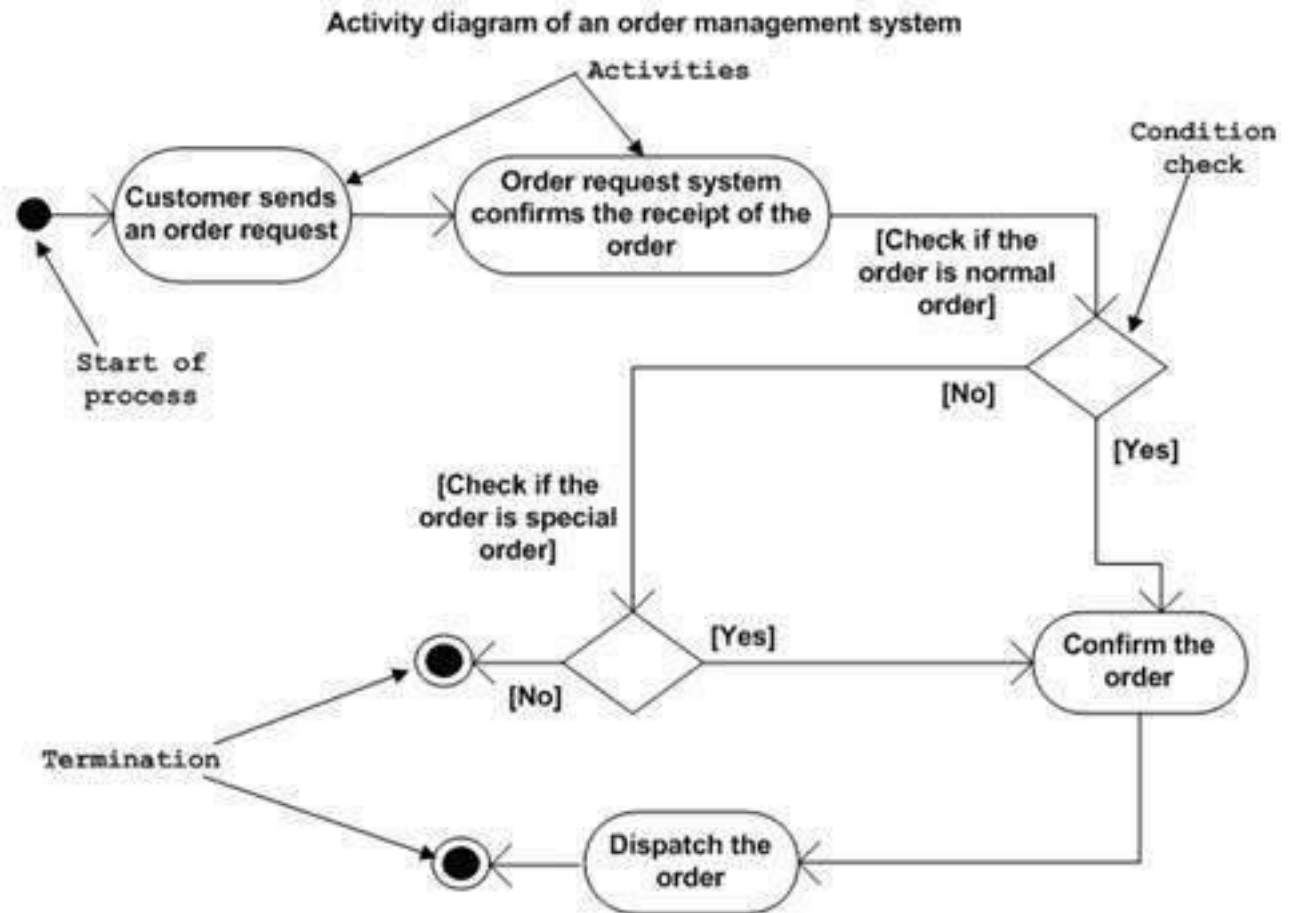 Activity diagram of an order management system
Activities
Condition
check
Customer sends
an order request
Order request system
confirms the receipt of the
order
[Check if the
order is normal
order]
Start of
process
[No]
[Yes]
[Check if the
order is special
order]
[Yes]
[No]
Confirm the
order
Termination
Dispatch the
order